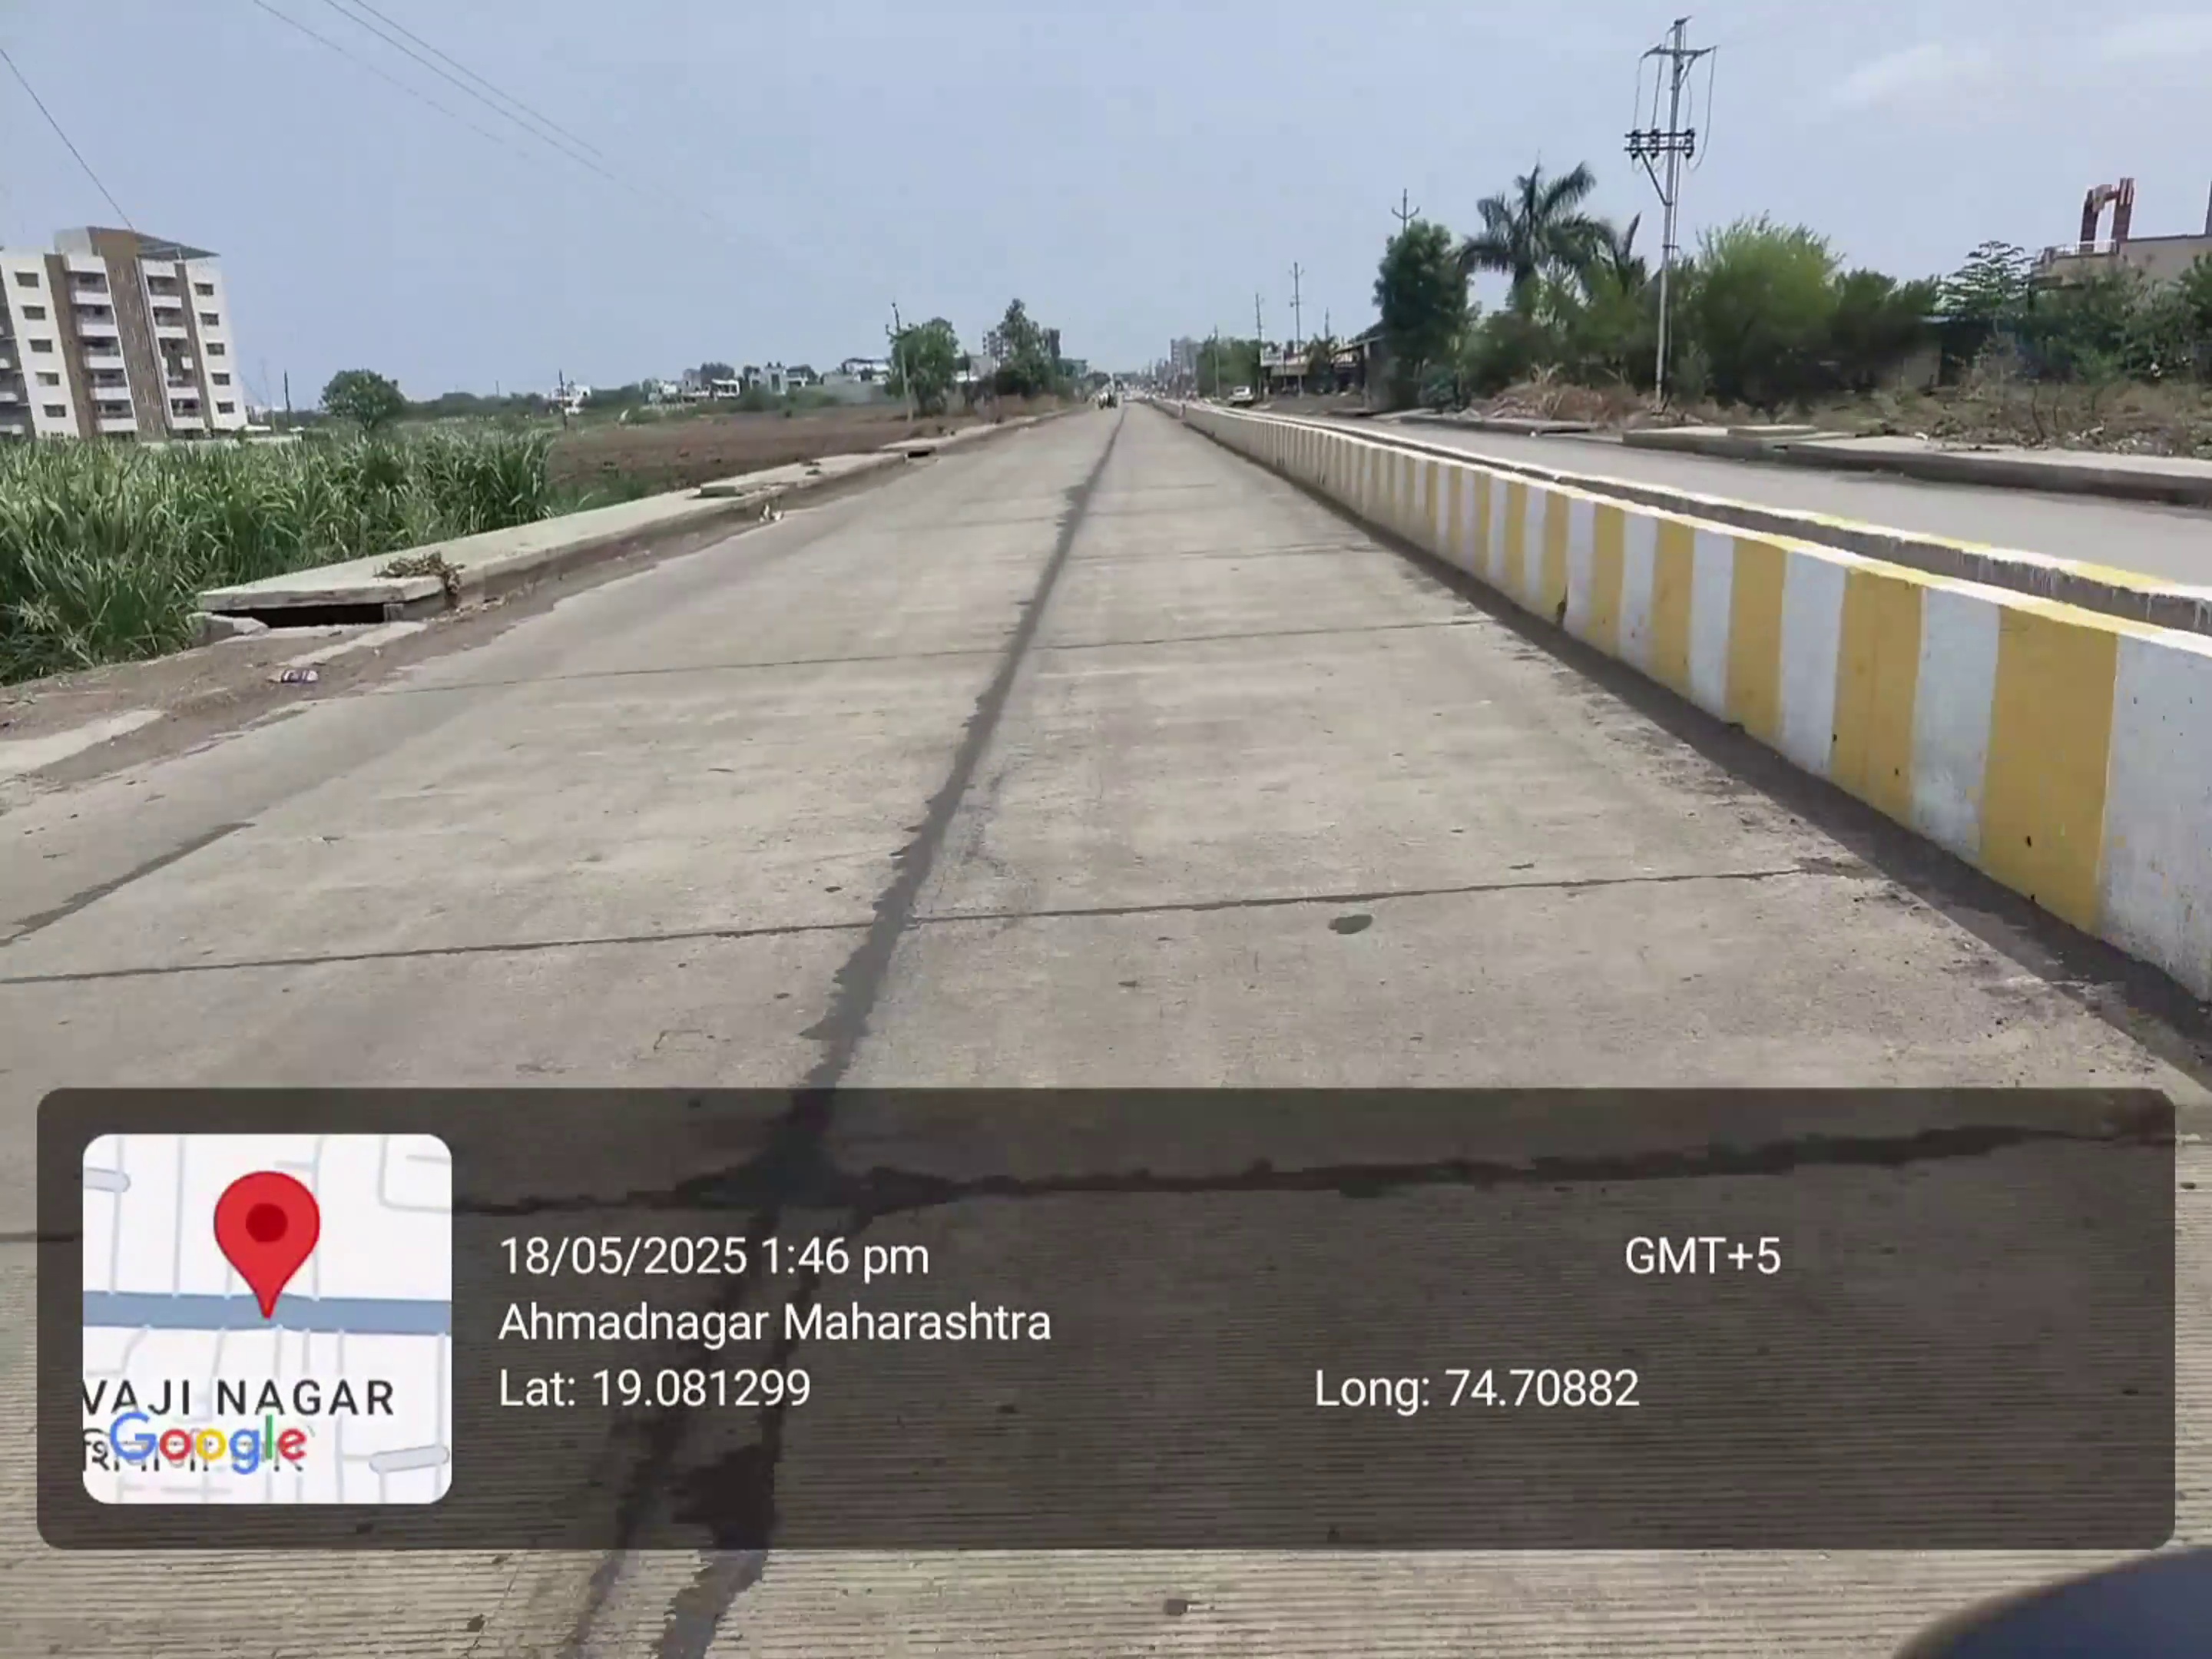 18/05/2025 1:46 pm
GMT+5
Ahmadnagar Maharashtra
Lat: 19.081299
Long: 74.70882
VAJI NAGAR
Google